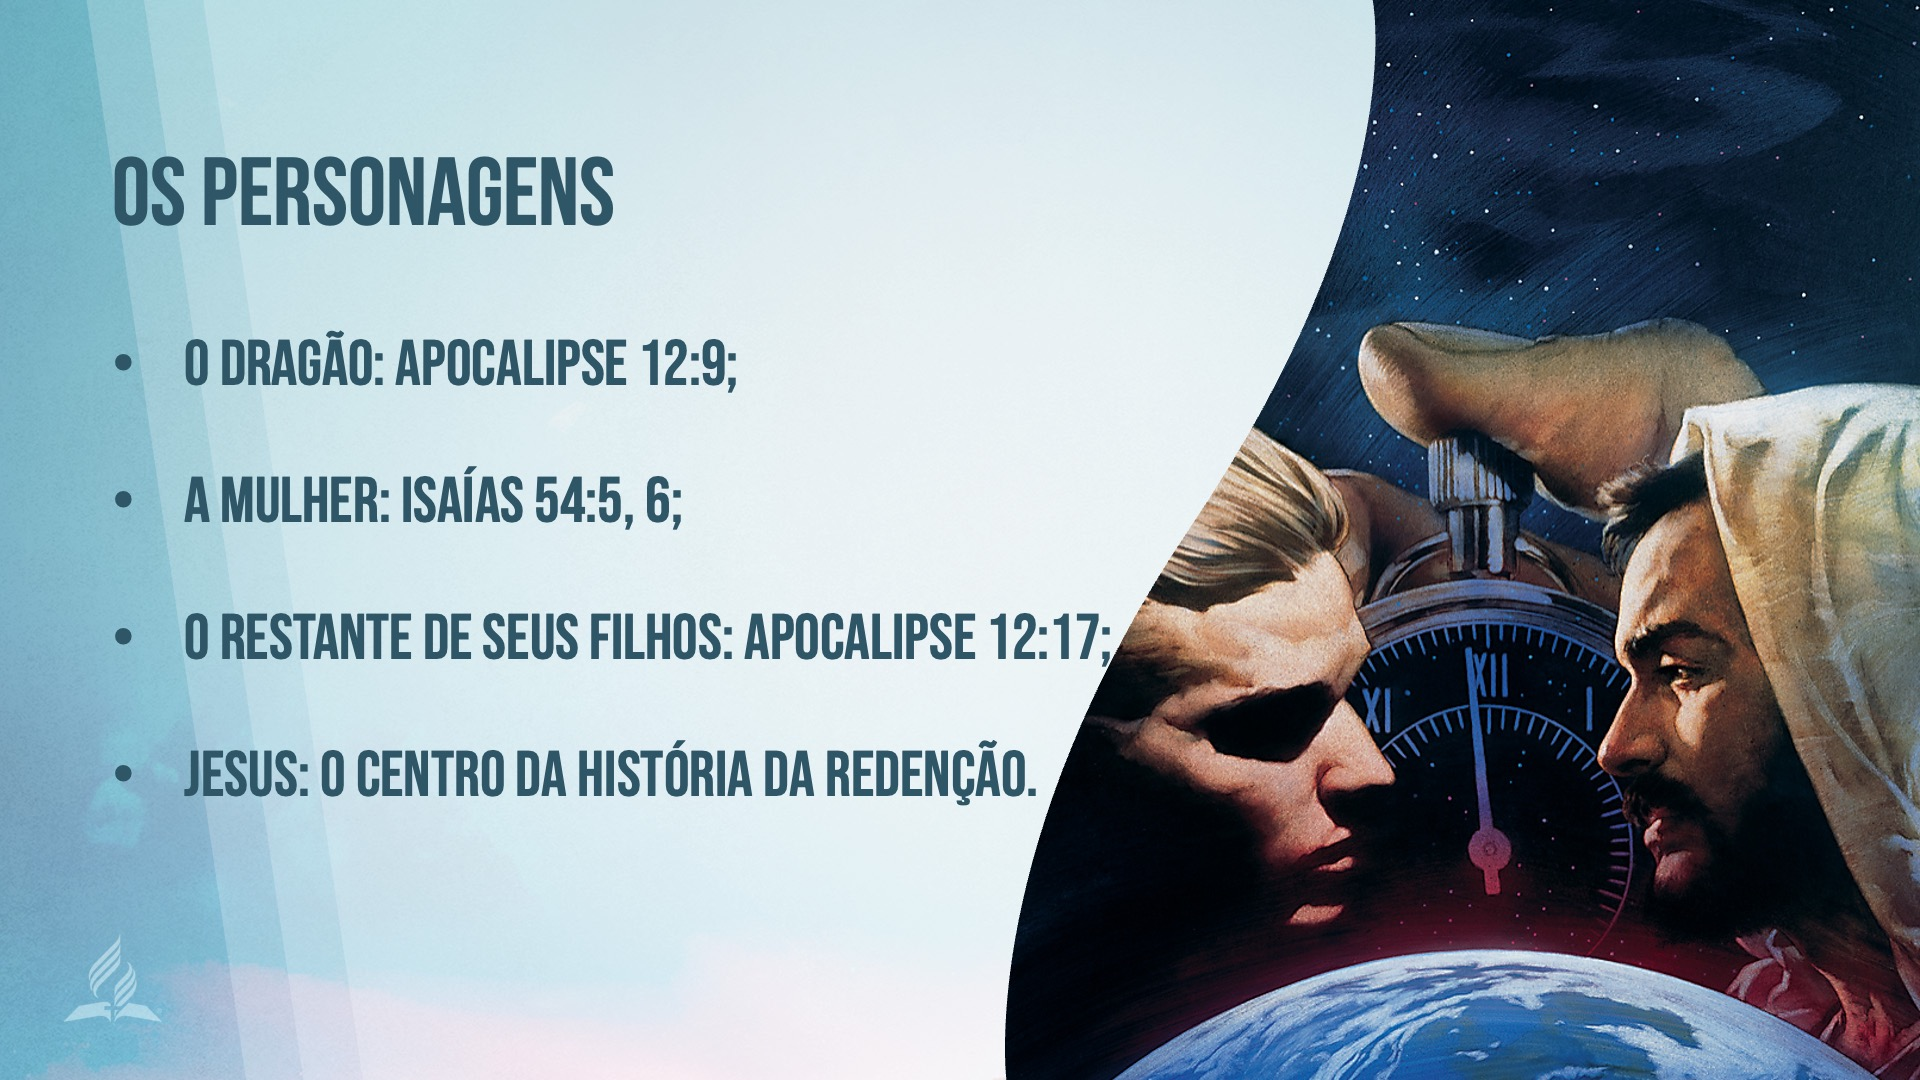 OS PERSONAGENS
• O DRAGÃO: APOCALIPSE 12:9;
• A MULHER: ISAÍAS 54:5, 6;
• O RESTANTE DE SEUS FILHOS: APOCALIPSE 12:17;
• JESUS: O CENTRO DA HISTÓRIA DA REDENÇÃO.
XI XII I